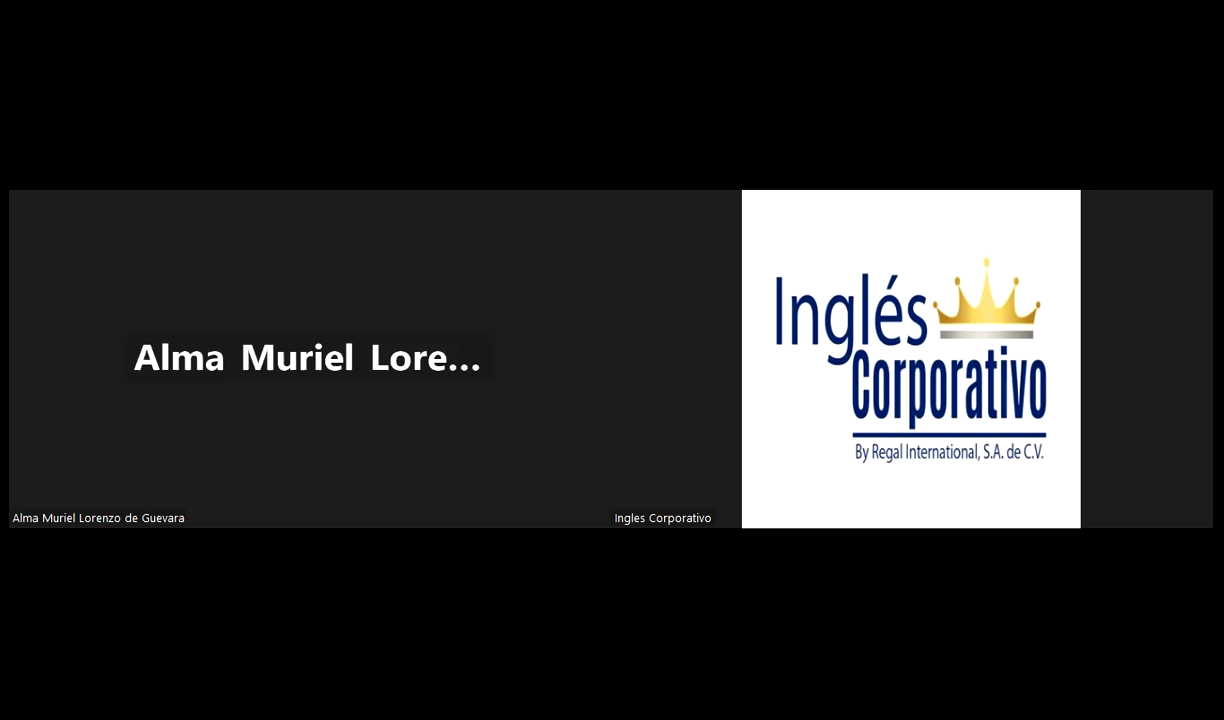 Alma Muriel Lore...
Alma Muriel Lorenzo de Guevara
Inglés
Corporativo
By Regal International, S.A. de C.V.
Ingles Corporativo